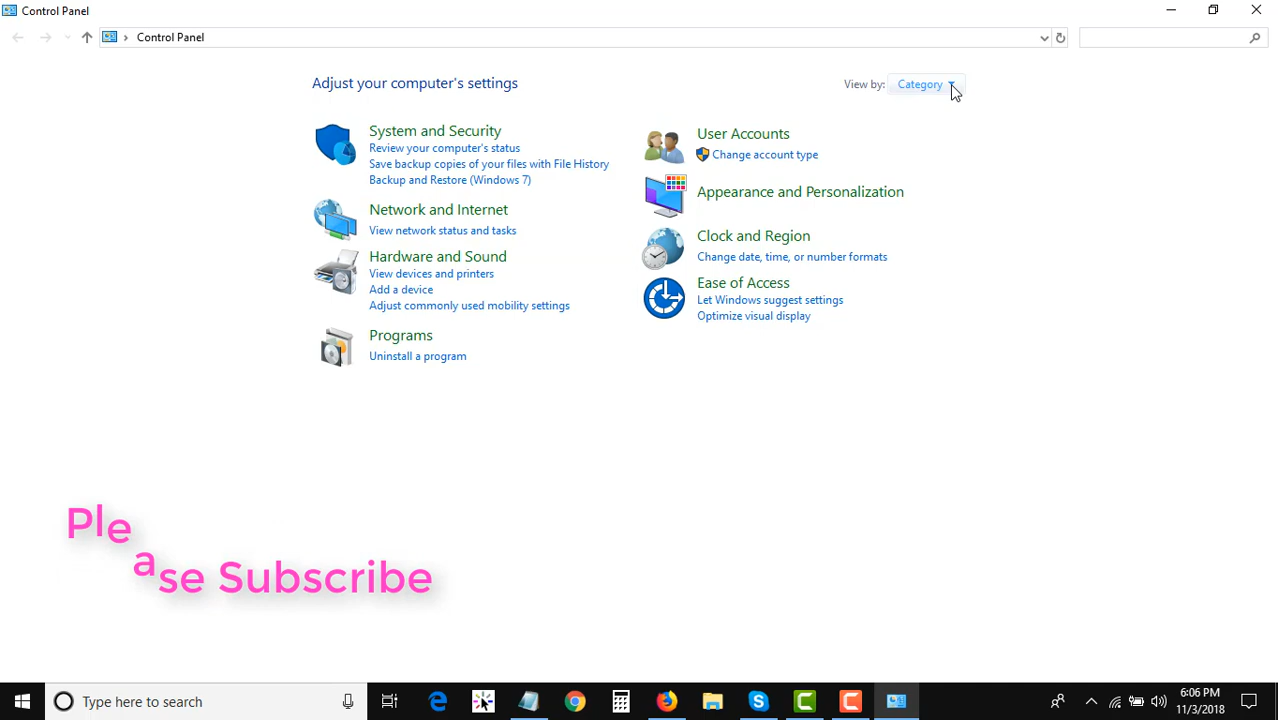 Control Panel
Control Panel
Adjust your computer's settings
View by: Category
System and Security
Review your computer's status
Save backup copies of your files with File History
Backup and Restore (Windows 7)
Network and Internet
View network status and tasks
Hardware and Sound
View devices and printers
Add a device
Adjust commonly used mobility settings
Programs
Uninstall a program
User Accounts
Change account type
Appearance and Personalization
Clock and Region
Change date, time, or number formats
Ease of Access
Let Windows suggest settings
Optimize visual display
Please Subscribe
Type here to search
6:06 PM
11/3/2018